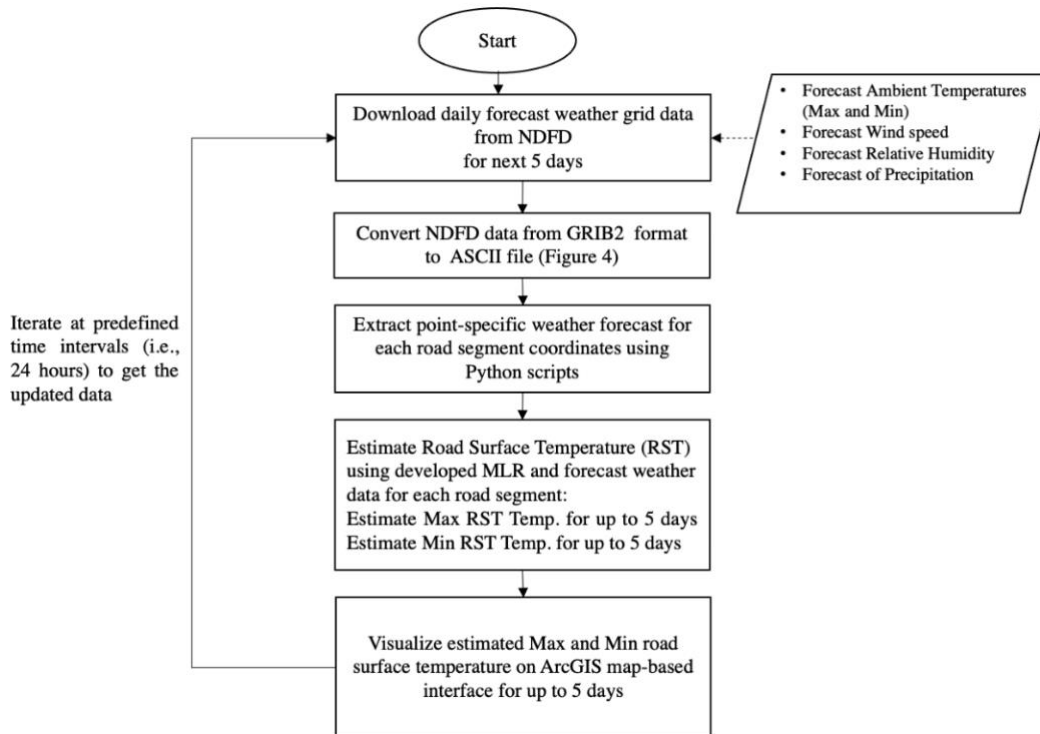 Start
Download daily forecast weather grid data
from NDFD
for next 5 days
• Forecast Ambient Temperatures
(Max and Min)
• Forecast Wind speed
• Forecast Relative Humidity
• Forecast of Precipitation
Convert NDFD data from GRIB2 format
to ASCII file (Figure 4)
Extract point-specific weather forecast for
each road segment coordinates using
Python scripts
Iterate at predefined
time intervals (i.e.,
24 hours) to get the
updated data
Estimate Road Surface Temperature (RST)
using developed MLR and forecast weather
data for each road segment:
Estimate Max RST Temp. for up to 5 days
Estimate Min RST Temp. for up to 5 days
Visualize estimated Max and Min road
surface temperature on ArcGIS map-based
interface for up to 5 days